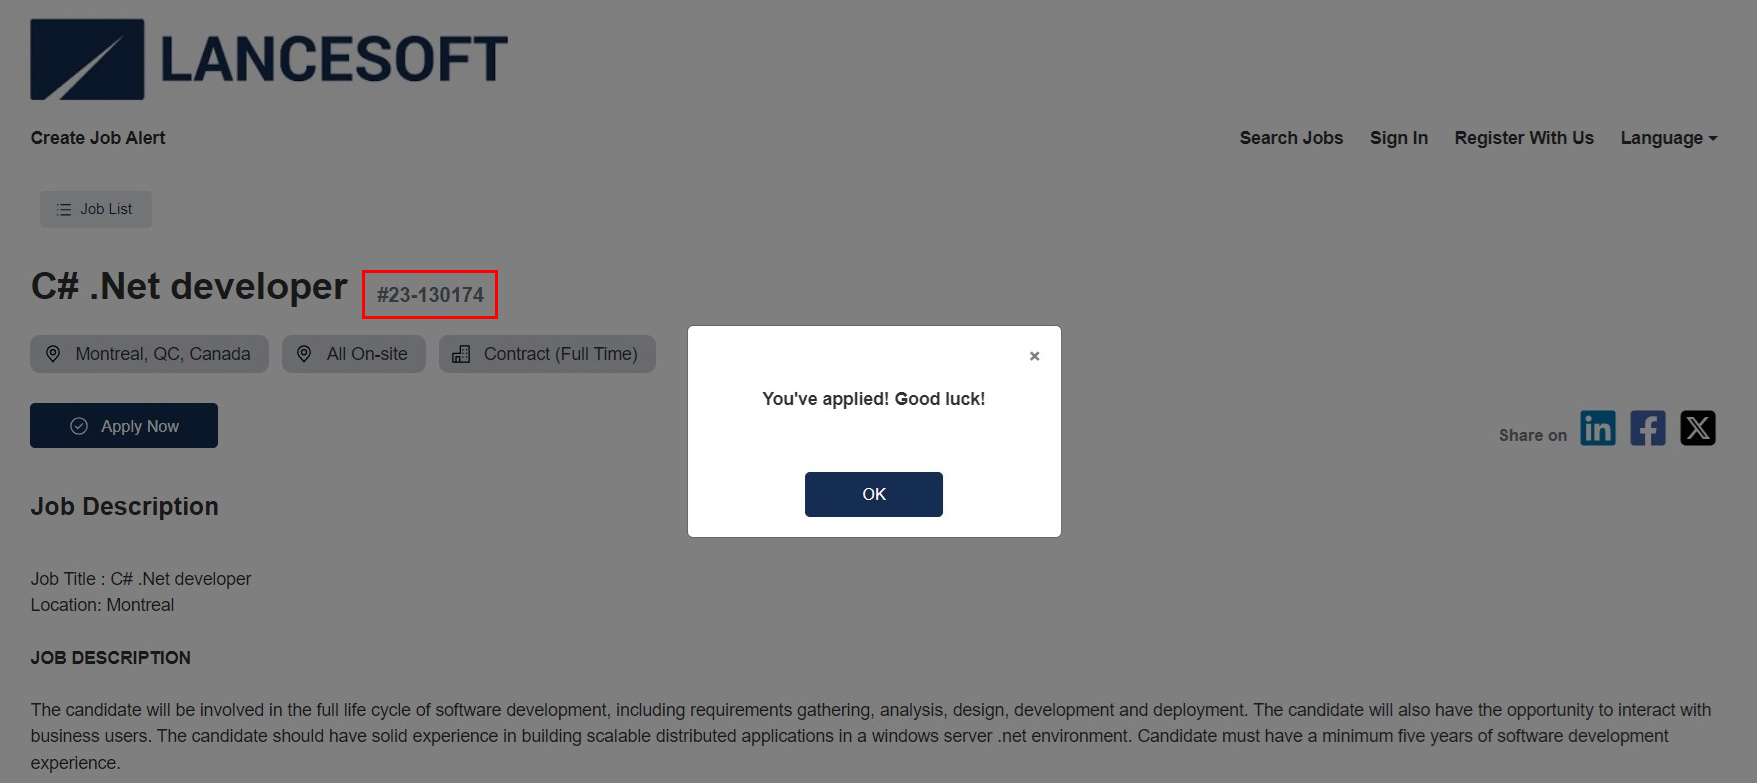 LANCESOFT
Create Job Alert
Search Jobs Sign In Register With Us Language
Job List
C# .Net developer #23-130174
Montreal, QC, Canada All On-site Contract (Full Time)
×
You've applied! Good luck!
Apply Now
Share on in f X
OK
Job Description
Job Title : C# .Net developer
Location: Montreal
JOB DESCRIPTION
The candidate will be involved in the full life cycle of software development, including requirements gathering, analysis, design, development and deployment. The candidate will also have the opportunity to interact with
business users. The candidate should have solid experience in building scalable distributed applications in a windows server .net environment. Candidate must have a minimum five years of software development
experience.